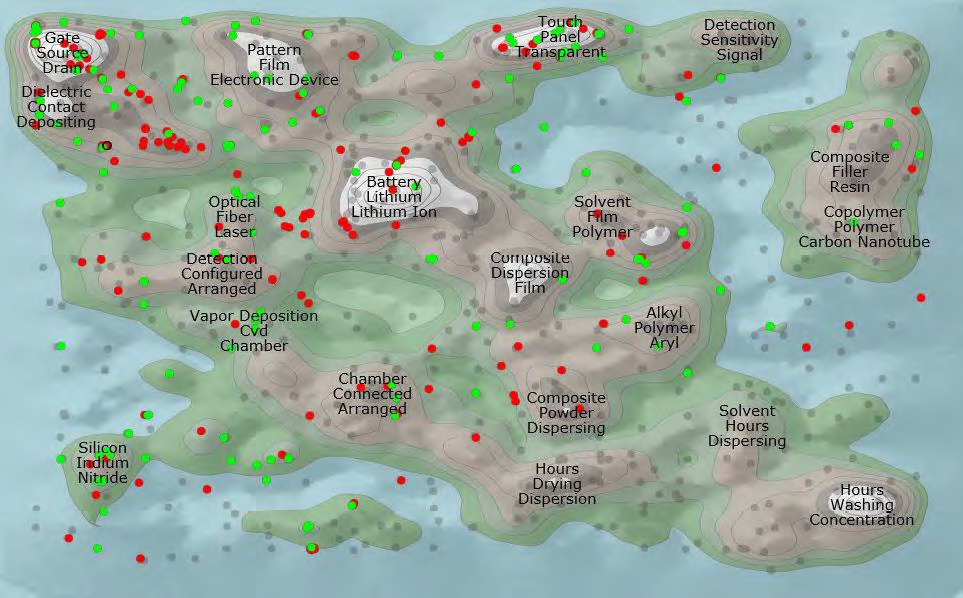 Gate
Source
Drain
Dielectric
Contact
Depositing
Pattern
Film
Electronic Device
Touch
Panel
Transparent
Detection
Sensitivity
Signal
Battery
Lithium
Lithium Ion
Composite
Filler
Resin
Copolymer
Polymer
Carbon Nanotube
Optical
Fiber
Laser
Solvent
Film
Polymer
Detection
Configured
Arranged
Composite
Dispersion
Film
Vapor Deposition
Cvd
Chamber
Alkyl
Polymer
Aryl
Chamber
Connected
Arranged
Composite
Powder
Dispersing
Solvent
Hours
Dispersing
Silicon
Indium
Nitride
Hours
Drying
Dispersion
Hours
Washing
Concentration